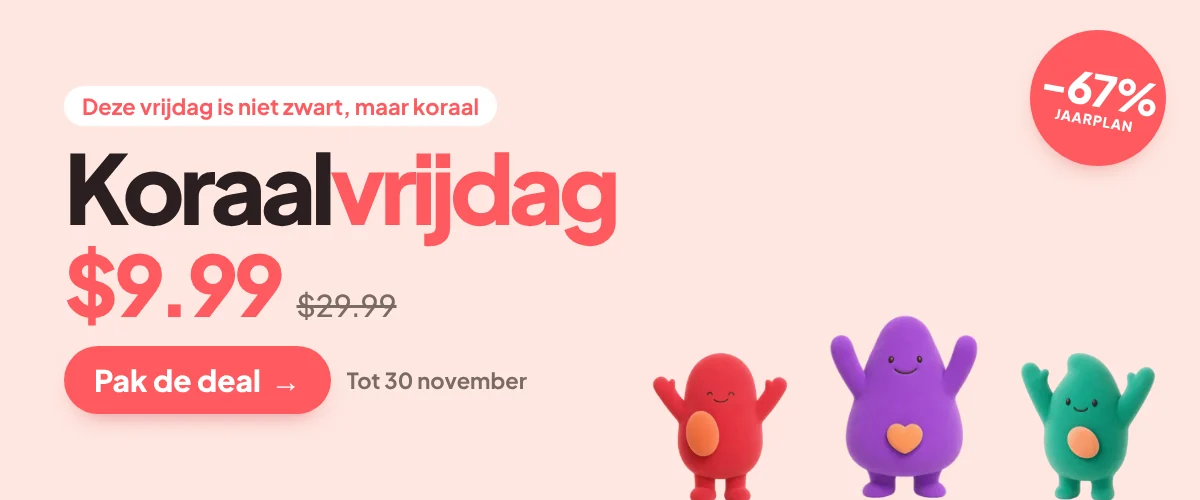 Deze vrijdag is niet zwart, maar koraal
Koraalvrijdag
$9.99 $29.99
Pak de deal →
Tot 30 november
-67%
JAARPLAN